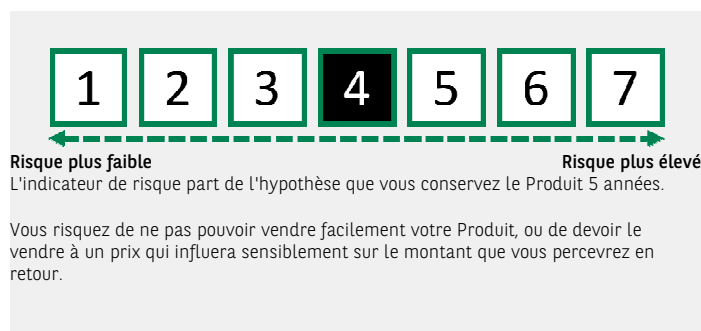 1 2 3 4 5 6 7
Risque plus faible Risque plus élevé
L'indicateur de risque part de l'hypothèse que vous conservez le Produit 5 années.
Vous risquez de ne pas pouvoir vendre facilement votre Produit, ou de devoir le
vendre à un prix qui influera sensiblement sur le montant que vous percevrez en
retour.